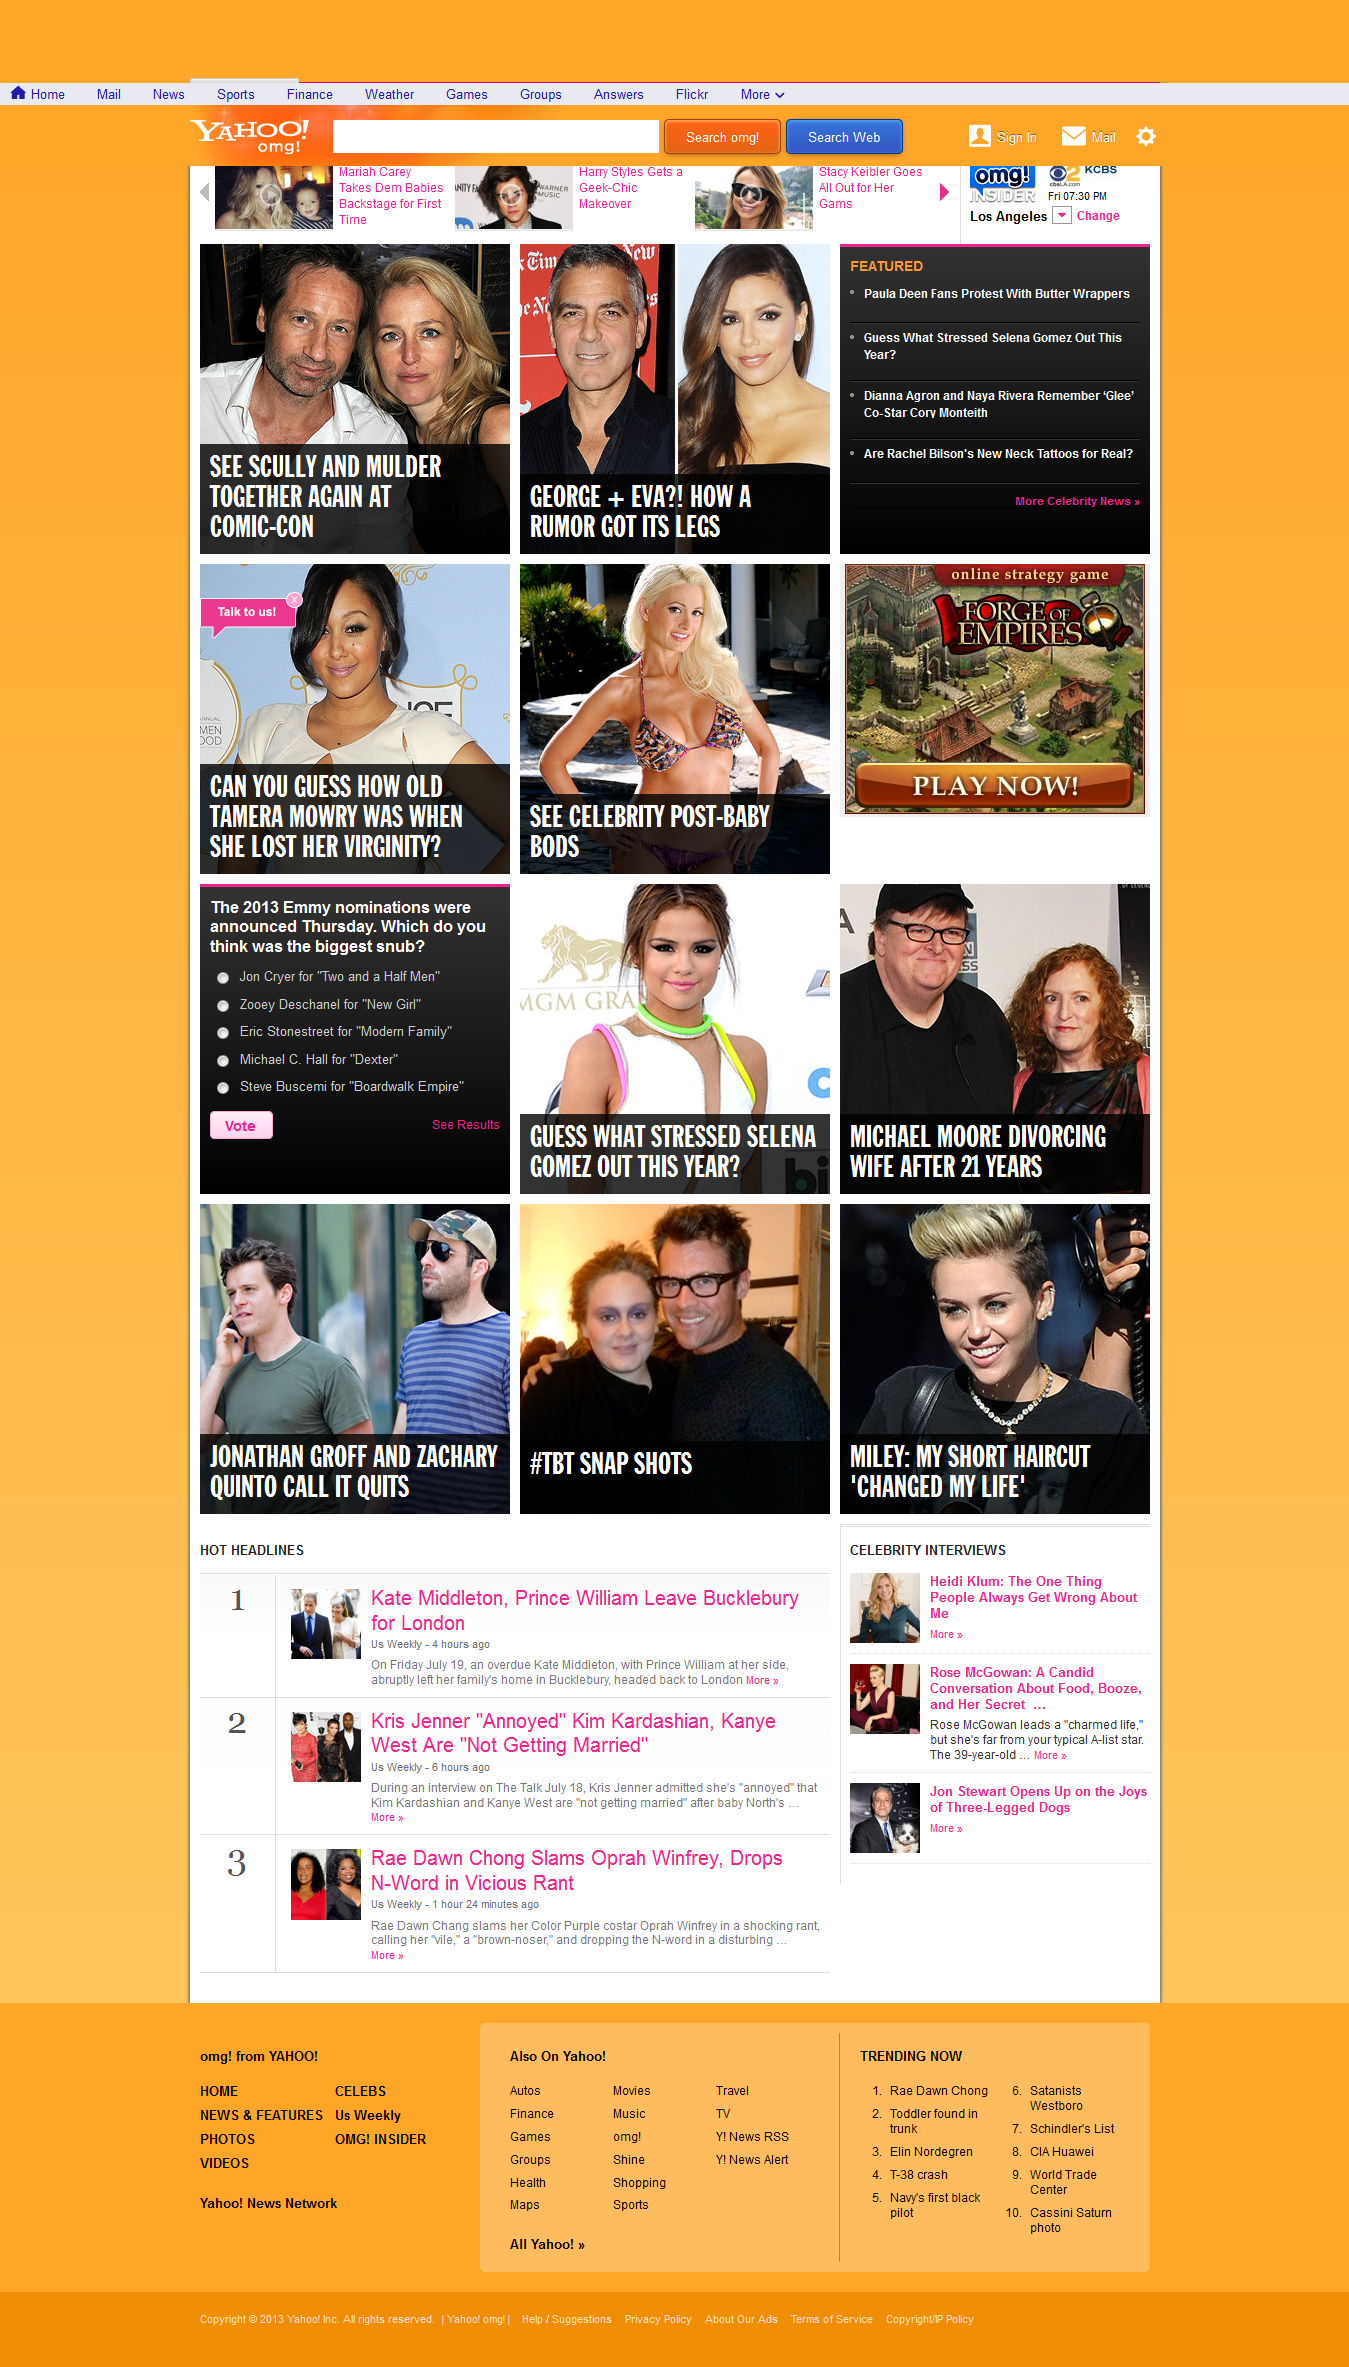 Home Mail News Sports Finance Weather Games Groups Answers Flickr More
YAHOO!
omg!
Search omg! Search Web Sign In Mail
Mariah Carey
Takes Dem Babies
Backstage for First
Time
Harry Styles Gets a
Geek-Chic
Makeover
WARNER
MUSIC
Stacy Keibler Goes
All Out for Her
Gams
omg!
INSIDER
2 KCBS
Fri 07:30 PM
Los Angeles Change
SEE SCULLY AND MULDER
TOGETHER AGAIN AT
COMIC-CON
GEORGE + EVA?! HOW A
RUMOR GOT ITS LEGS
FEATURED
Paula Deen Fans Protest With Butter Wrappers
Guess What Stressed Selena Gomez Out This
Year?
Dianna Agron and Naya Rivera Remember ‘Glee’
Co-Star Cory Monteith
Are Rachel Bilson's New Neck Tattoos for Real?
More Celebrity News »
Talk to us!
CAN YOU GUESS HOW OLD
TAMERA MOWRY WAS WHEN
SHE LOST HER VIRGINITY?
SEE CELEBRITY POST-BABY
BODS
online strategy game
FORGE OF
EMPIRES
PLAY NOW!
The 2013 Emmy nominations were
announced Thursday. Which do you
think was the biggest snub?
Jon Cryer for "Two and a Half Men"
Zooey Deschanel for "New Girl"
Eric Stonestreet for "Modern Family"
Michael C. Hall for "Dexter"
Steve Buscemi for "Boardwalk Empire"
Vote See Results
MGM GRA
GUESS WHAT STRESSED SELENA
GOMEZ OUT THIS YEAR?
MICHAEL MOORE DIVORCING
WIFE AFTER 21 YEARS
JONATHAN GROFF AND ZACHARY
QUINTO CALL IT QUITS
#TBT SNAP SHOTS
MILEY: MY SHORT HAIRCUT
'CHANGED MY LIFE'
HOT HEADLINES
1
Kate Middleton, Prince William Leave Bucklebury
for London
Us Weekly - 4 hours ago
On Friday July 19, an overdue Kate Middleton, with Prince William at her side,
abruptly left her family's home in Bucklebury, headed back to London More »
2
Kris Jenner "Annoyed" Kim Kardashian, Kanye
West Are "Not Getting Married"
Us Weekly - 6 hours ago
During an interview on The Talk July 18, Kris Jenner admitted she's "annoyed" that
Kim Kardashian and Kanye West are "not getting married" after baby North's ...
More »
3
Rae Dawn Chong Slams Oprah Winfrey, Drops
N-Word in Vicious Rant
Us Weekly - 1 hour 24 minutes ago
Rae Dawn Chang slams her Color Purple costar Oprah Winfrey in a shocking rant,
calling her "vile," a "brown-noser," and dropping the N-word in a disturbing ...
More »
CELEBRITY INTERVIEWS
Heidi Klum: The One Thing
People Always Get Wrong About
Me
More »
Rose McGowan: A Candid
Conversation About Food, Booze,
and Her Secret ...
Rose McGowan leads a "charmed life,"
but she's far from your typical A-list star.
The 39-year-old ... More »
Jon Stewart Opens Up on the Joys
of Three-Legged Dogs
More »
omg! from YAHOO!
HOME CELEBS
NEWS & FEATURES Us Weekly
PHOTOS OMG! INSIDER
VIDEOS
Yahoo! News Network
Also On Yahoo!
Autos Movies Travel
Finance Music TV
Games omg! Y! News RSS
Groups Shine Y! News Alert
Health Shopping
Maps Sports
All Yahoo! »
TRENDING NOW
1. Rae Dawn Chong
2. Toddler found in
trunk
3. Elin Nordegren
4. T-38 crash
5. Navy's first black
pilot
6. Satanists
Westboro
7. Schindler's List
8. CIA Huawei
9. World Trade
Center
10. Cassini Saturn
photo
Copyright © 2013 Yahoo! Inc. All rights reserved. | Yahoo! omg! | Help / Suggestions Privacy Policy About Our Ads Terms of Service Copyright/IP Policy